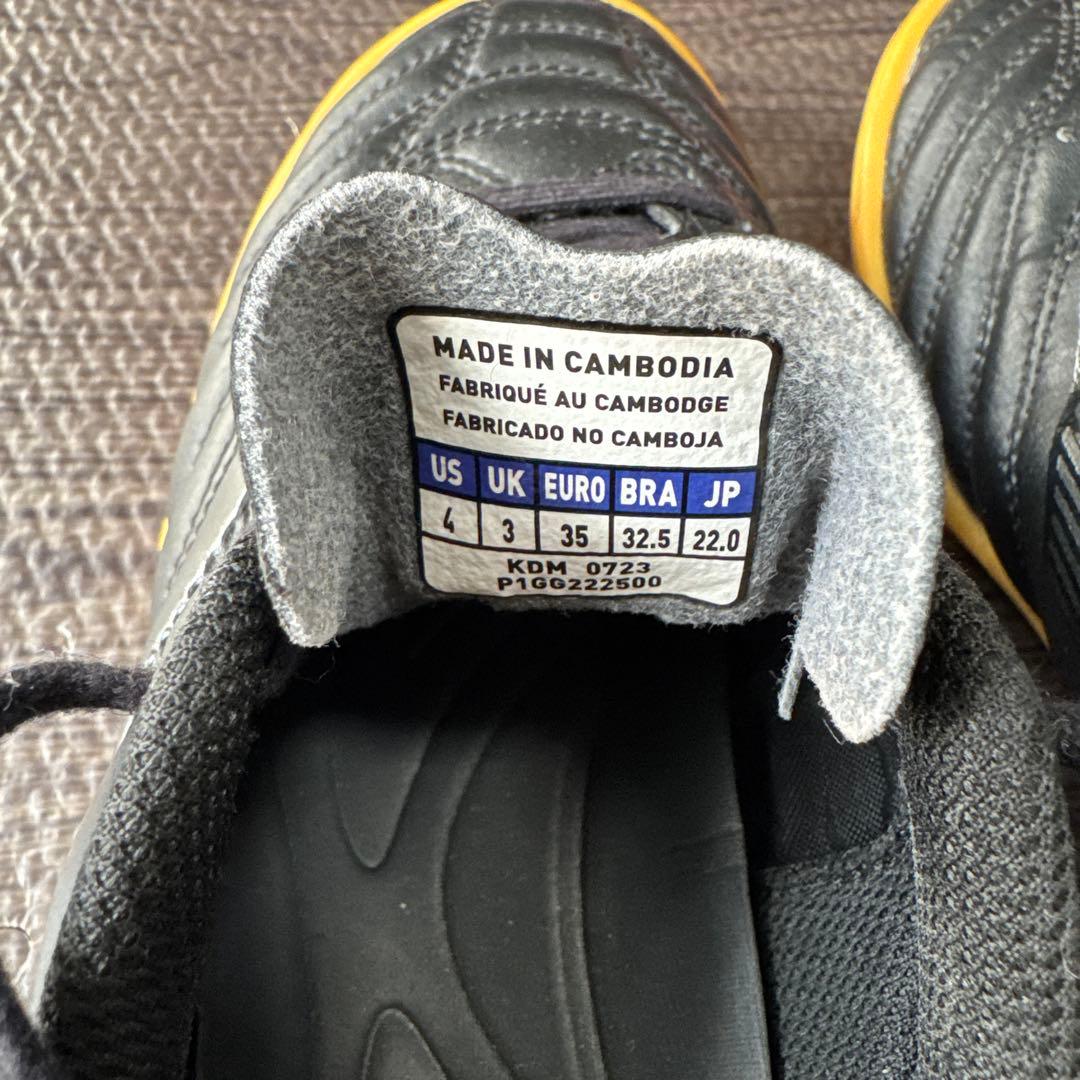 MADE IN CAMBODIA
FABRIQUÉ AU CAMBODGE
FABRICADO NO CAMBOJA
US UK EURO BRA JP
4 3 35 32.5 22.0
KDM 0723
P1GG222500